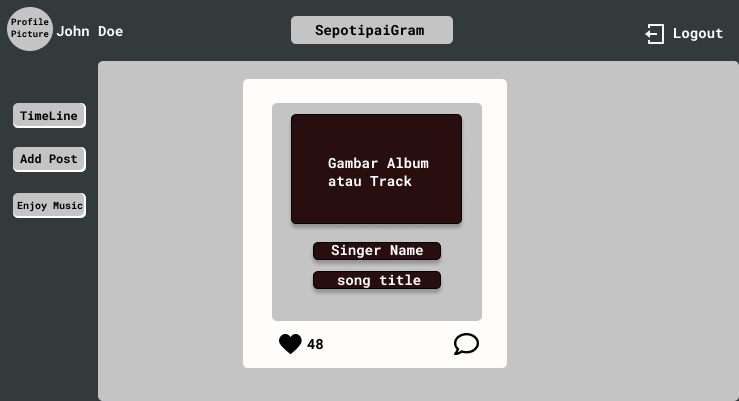 Profile
Picture
John Doe
SepotipaiGram
Logout
TimeLine
Add Post
Enjoy Music
Gambar Album
atau Track
Singer Name
song title
48